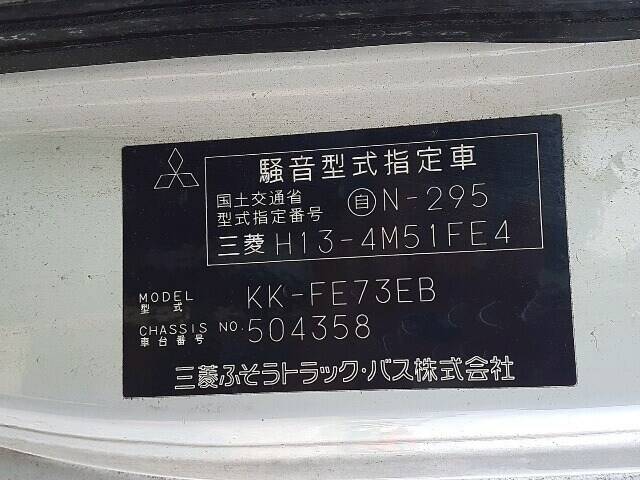 騒音型式指定車
国土交通省
型式指定番号 ㊀N-295
三菱 H13-4M51FE4
MODEL
型式 KK-FE73EB
CHASSIS NO.
車台番号 504358
三菱ふそうトラック・バス株式会社